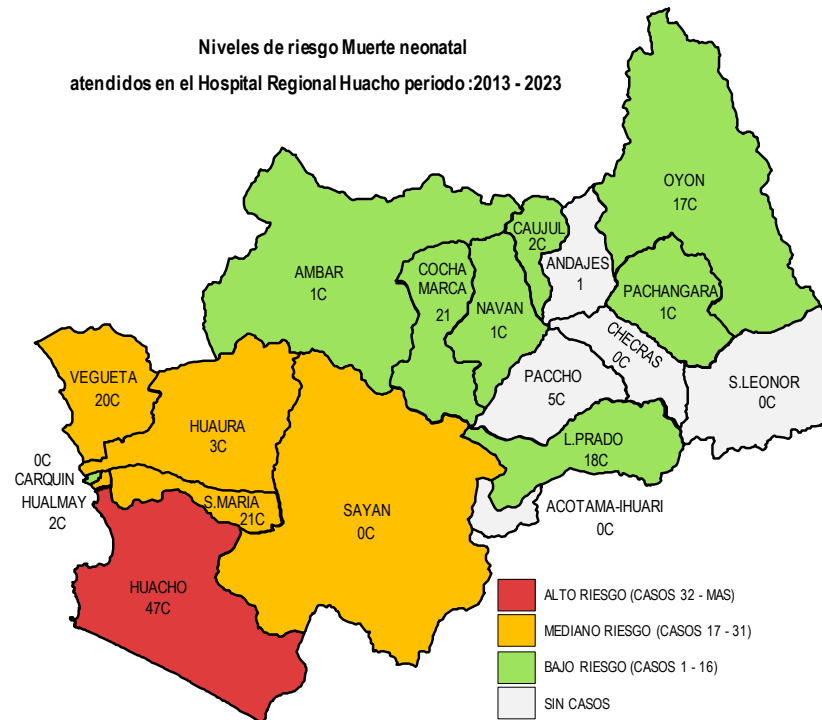 Niveles de riesgo Muerte neonatal
atendidos en el Hospital Regional Huacho periodo :2013 - 2023
OYON
17C
CAUJUL
2C
ANDAJES
1
AMBAR
1C
COCHA
MARCA
21
NAVAN
1C
PACHANGARA
1C
CHECRAS
0C
VEGUETA
20C
PACCHO
5C
S.LEONOR
0C
HUAURA
3C
L.PRADO
18C
0C
CARQUIN
HUALMAY
2C
S.MARIA
21C
SAYAN
0C
ACOTAMA-IHUARI
0C
HUACHO
47C
ALTO RIESGO (CASOS 32 - MAS)
MEDIANO RIESGO (CASOS 17 - 31)
BAJO RIESGO (CASOS 1 - 16)
SIN CASOS